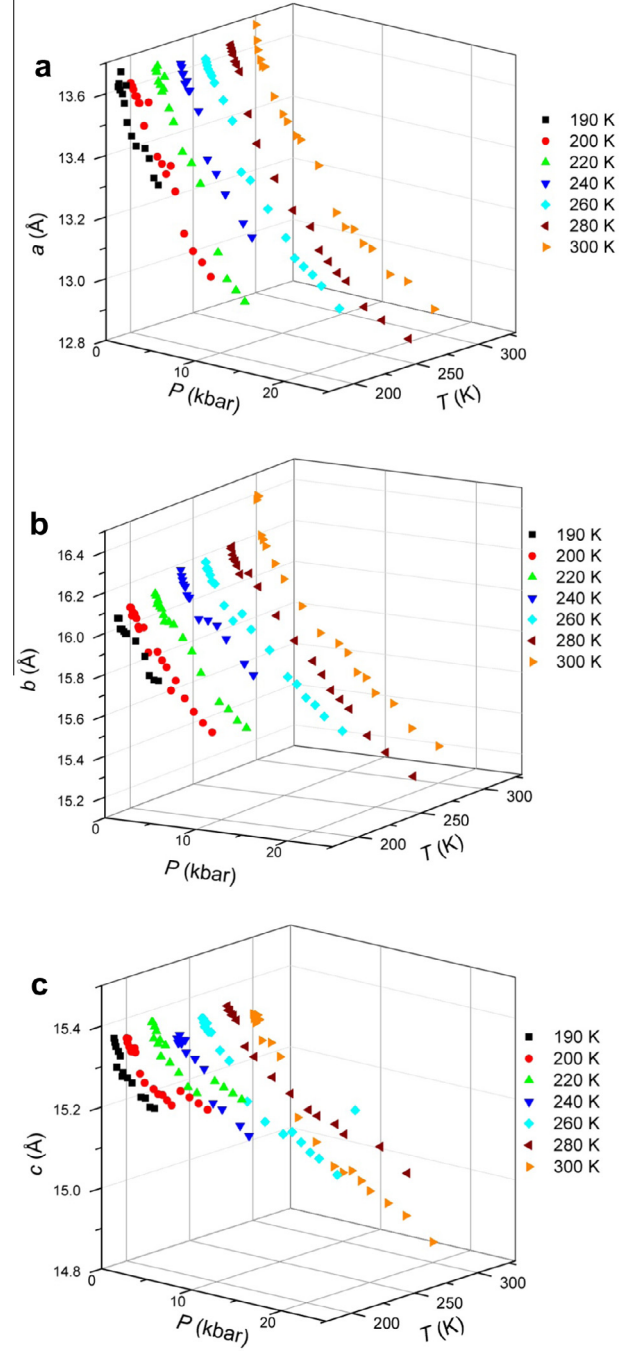 a
13.6
13.4
13.2
13.0
12.8
a (Å)
0
10
20
P (kbar)
200
250
300
T (K)
190 K
200 K
220 K
240 K
260 K
280 K
300 K
b
16.4
16.2
16.0
15.8
15.6
15.4
15.2
b (Å)
0
10
20
P (kbar)
200
250
300
T (K)
190 K
200 K
220 K
240 K
260 K
280 K
300 K
c
15.4
15.2
15.0
14.8
c (Å)
0
10
20
P (kbar)
200
250
300
T (K)
190 K
200 K
220 K
240 K
260 K
280 K
300 K